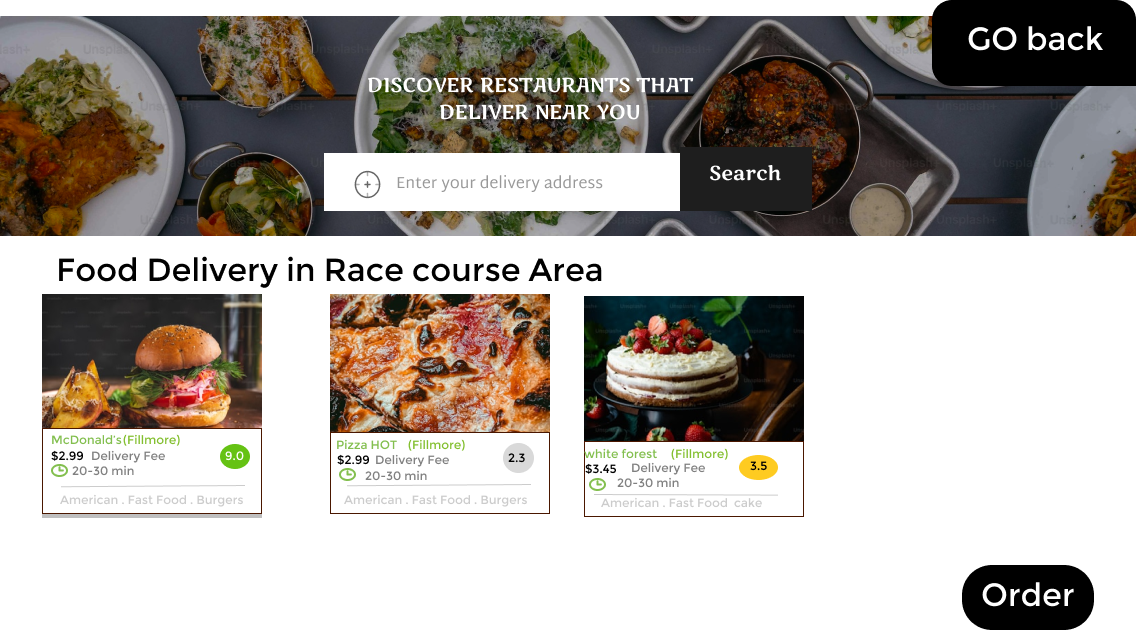 GO back
DISCOVER RESTAURANTS THAT
DELIVER NEAR YOU
Enter your delivery address
Search
Food Delivery in Race course Area
McDonald's(Fillmore)
$2.99 Delivery Fee
9.0
20-30 min
American . Fast Food . Burgers
Pizza HOT (Fillmore)
$2.99 Delivery Fee
2.3
20-30 min
American . Fast Food . Burgers
white forest (Fillmore)
$3.45 Delivery Fee
3.5
20-30 min
American . Fast Food cake
Order